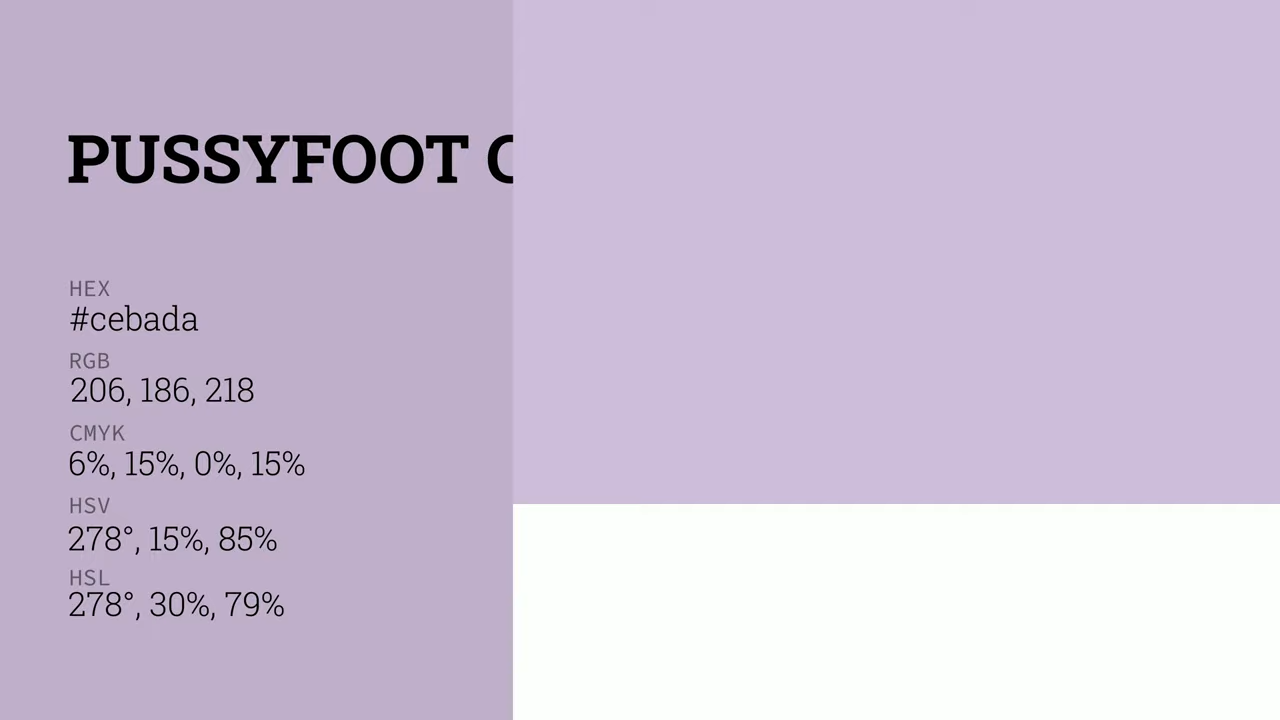 PUSSYFOOT
HEX
#cebada
RGB
206, 186, 218
CMYK
6%, 15%, 0%, 15%
HSV
278°, 15%, 85%
HSL
278°, 30%, 79%